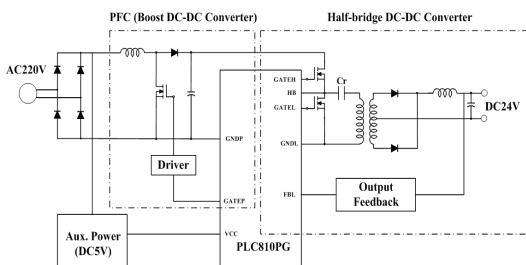 PFC (Boost DC-DC Converter)
Half-bridge DC-DC Converter
AC220V
GATEH
Cr
HB
GATEL
DC24V
GNDP
GNDL
Driver
GATEP
FBL
Output
Feedback
Aux. Power
(DC5V)
VCC
PLC810PG